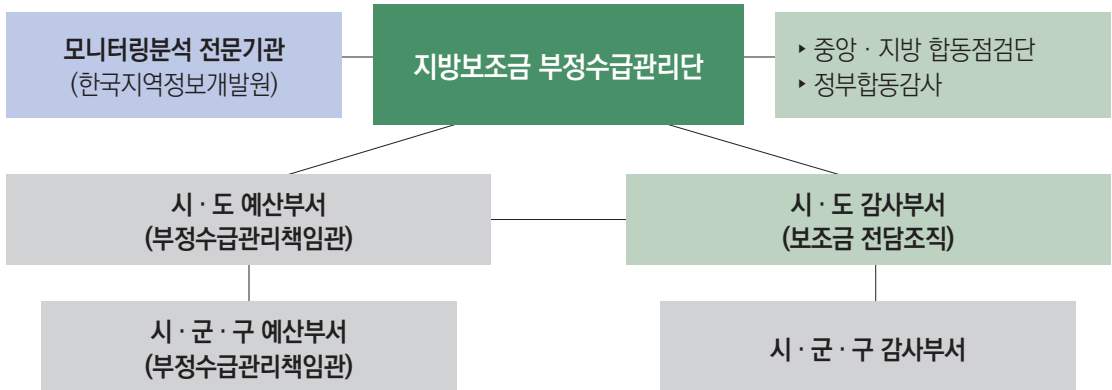 모니터링분석 전문기관
(한국지역정보개발원)
지방보조금 부정수급관리단
▸ 중앙 · 지방 합동점검단
▸ 정부합동감사
시 · 도 예산부서
(부정수급관리책임관)
시 · 도 감사부서
(보조금 전담조직)
시 · 군 · 구 예산부서
(부정수급관리책임관)
시 · 군 · 구 감사부서